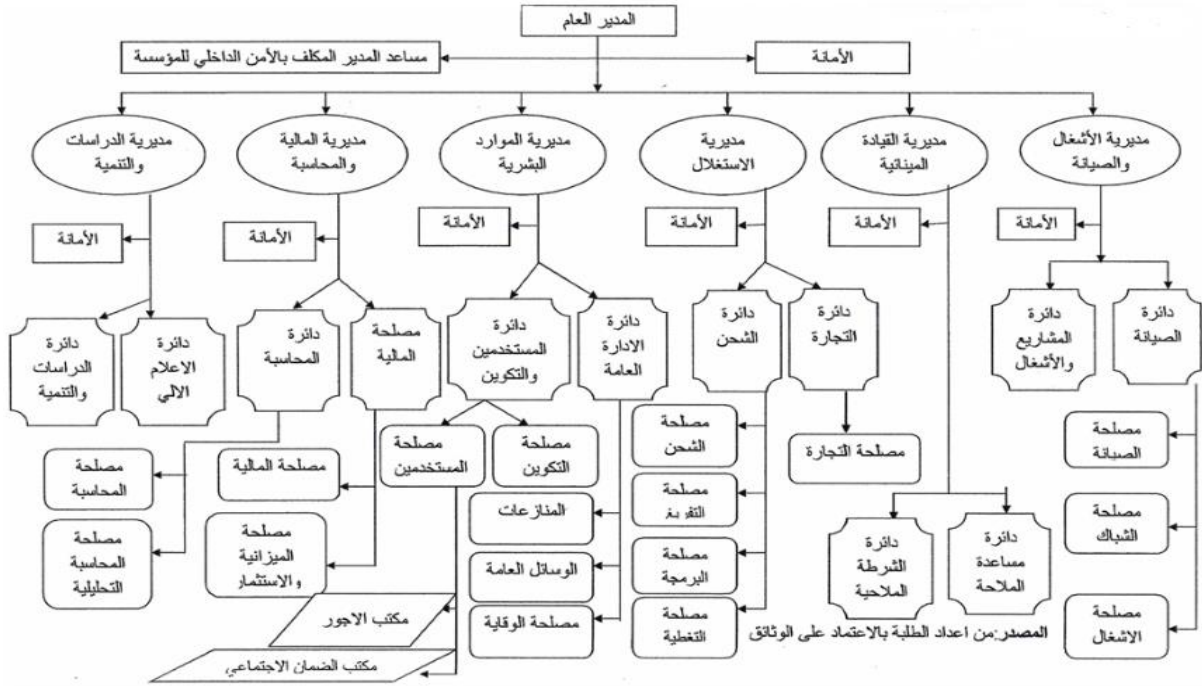 المدير العام
الأمانة
مساعد المدير المكلف بالأمن الداخلي للمؤسسة
مديرية الأشغال
والصيانة
مديرية القيادة
المينائية
مديرية
الاستغلال
مديرية الموارد
البشرية
مديرية المالية
والمحاسبة
مديرية الدراسات
والتنمية
الأمانة
الأمانة
الأمانة
الأمانة
الأمانة
الأمانة
دائرة
الصيانة
دائرة
المشاريع
والأشغال
دائرة
التجارة
دائرة
الشحن
دائرة
الادارة
العامة
دائرة
المستخدمين
والتكوين
مصلحة
المالية
دائرة
المحاسبة
دائرة
الاعلام
الالي
دائرة
الدراسات
والتنمية
مصلحة
الصيانة
مصلحة
الشباك
مصلحة
الاشغال
مصلحة التجارة
دائرة
مساعدة
الملاحة
دائرة
الشرطة
الملاحية
مصلحة
الشحن
مصلحة
التفريغ
مصلحة
البرمجة
مصلحة
التغطية
مصلحة
التكوين
مصلحة
المستخدمين
المنازعات
الوسائل العامة
مصلحة الوقاية
مكتب الاجور
مكتب الضمان الاجتماعي
مصلحة المالية
مصلحة
الميزانية
والاستثمار
مصلحة
المحاسبة
مصلحة
المحاسبة
التحليلية
المصدر:من اعداد الطلبة بالاعتماد على الوثائق